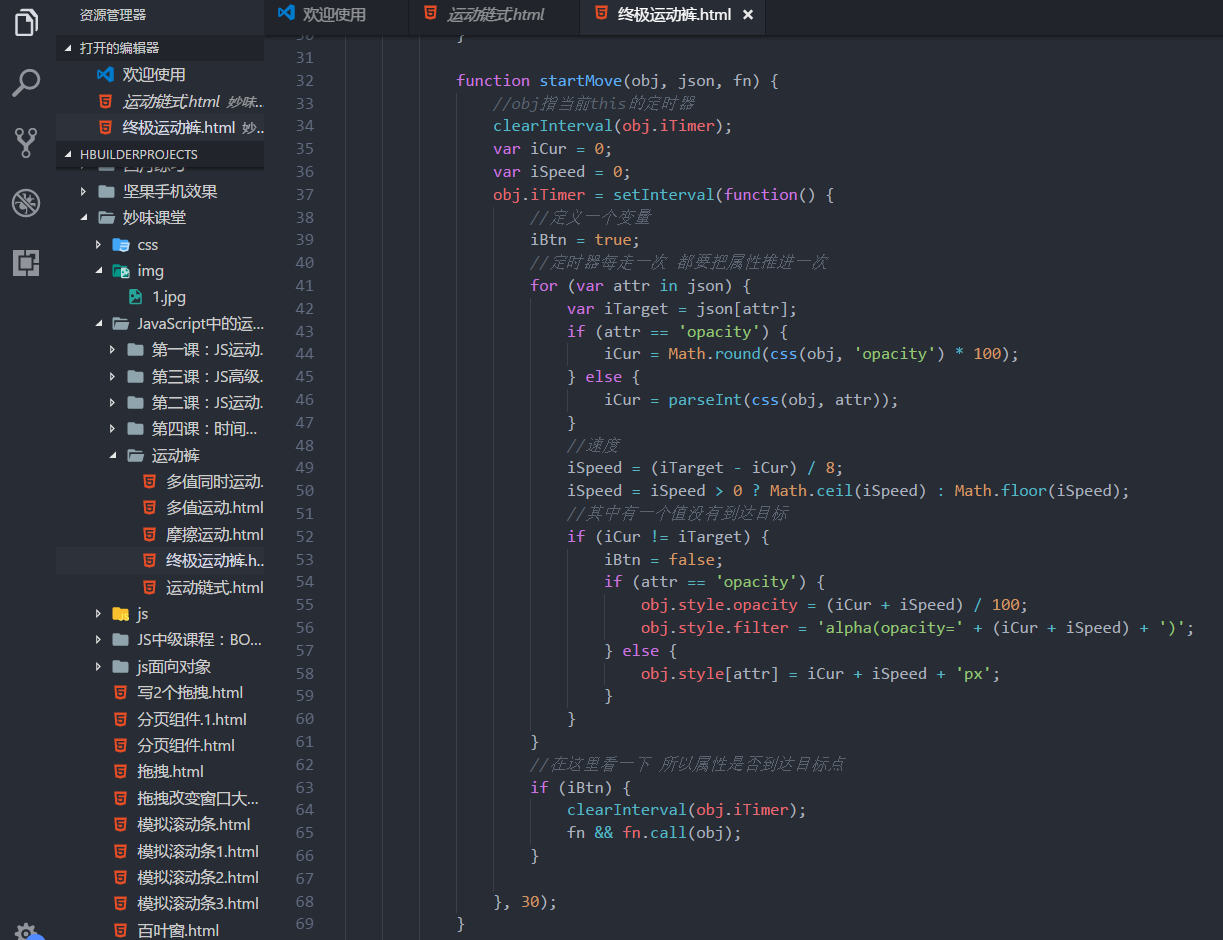 资源管理器
打开的编辑器
欢迎使用
运动链式.html 妙味...
终极运动裤.html 妙...
HBUILDERPROJECTS
坚果手机效果
妙味课堂
css
img
1.jpg
JavaScript中的运...
第一课：JS运动.
第三课：JS高级.
第二课：JS运动.
第四课：时间...
运动裤
多值同时运动.
多值运动.html
摩擦运动.html
终极运动裤.h..
运动链式.html
js
JS中级课程：BO...
js面向对象
写2个拖拽.html
分页组件.1.html
分页组件.html
拖拽.html
拖拽改变窗口大...
模拟滚动条.html
模拟滚动条1.html
模拟滚动条2.html
模拟滚动条3.html
百叶窗.html
欢迎使用 运动链式.html 终极运动裤.html ×
30 }
31
32 function startMove(obj, json, fn) {
33 //obj指当前this的定时器
34 clearInterval(obj.iTimer);
35 var iCur = 0;
36 var iSpeed = 0;
37 obj.iTimer = setInterval(function() {
38 //定义一个变量
39 iBtn = true;
40 //定时器每走一次 都要把属性推进一次
41 for (var attr in json) {
42 var iTarget = json[attr];
43 if (attr == 'opacity') {
44 iCur = Math.round(css(obj, 'opacity') * 100);
45 } else {
46 iCur = parseInt(css(obj, attr));
47 }
48 //速度
49 iSpeed = (iTarget - iCur) / 8;
50 iSpeed = iSpeed > 0 ? Math.ceil(iSpeed) : Math.floor(iSpeed);
51 //其中有一个值没有到达目标
52 if (iCur != iTarget) {
53 iBtn = false;
54 if (attr == 'opacity') {
55 obj.style.opacity = (iCur + iSpeed) / 100;
56 obj.style.filter = 'alpha(opacity=' + (iCur + iSpeed) + ')';
57 } else {
58 obj.style[attr] = iCur + iSpeed + 'px';
59 }
60 }
61 }
62 //在这里看一下 所以属性是否到达目标点
63 if (iBtn) {
64 clearInterval(obj.iTimer);
65 fn && fn.call(obj);
66 }
67
68 }, 30);
69 }